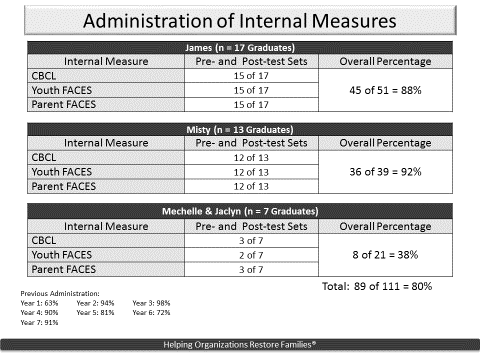 Administration of Internal Measures
James (n = 17 Graduates)
Internal Measure Pre- and Post-test Sets Overall Percentage
CBCL 15 of 17
Youth FACES 15 of 17 45 of 51 = 88%
Parent FACES 15 of 17
Misty (n = 13 Graduates)
Internal Measure Pre- and Post-test Sets Overall Percentage
CBCL 12 of 13
Youth FACES 12 of 13 36 of 39 = 92%
Parent FACES 12 of 13
Mechelle & Jaclyn (n = 7 Graduates)
Internal Measure Pre- and Post-test Sets Overall Percentage
CBCL 3 of 7
Youth FACES 2 of 7 8 of 21 = 38%
Parent FACES 3 of 7
Total: 89 of 111 = 80%
Previous Administration:
Year 1: 63% Year 2: 94% Year 3: 98%
Year 4: 90% Year 5: 81% Year 6: 72%
Year 7: 91%
Helping Organizations Restore Families®